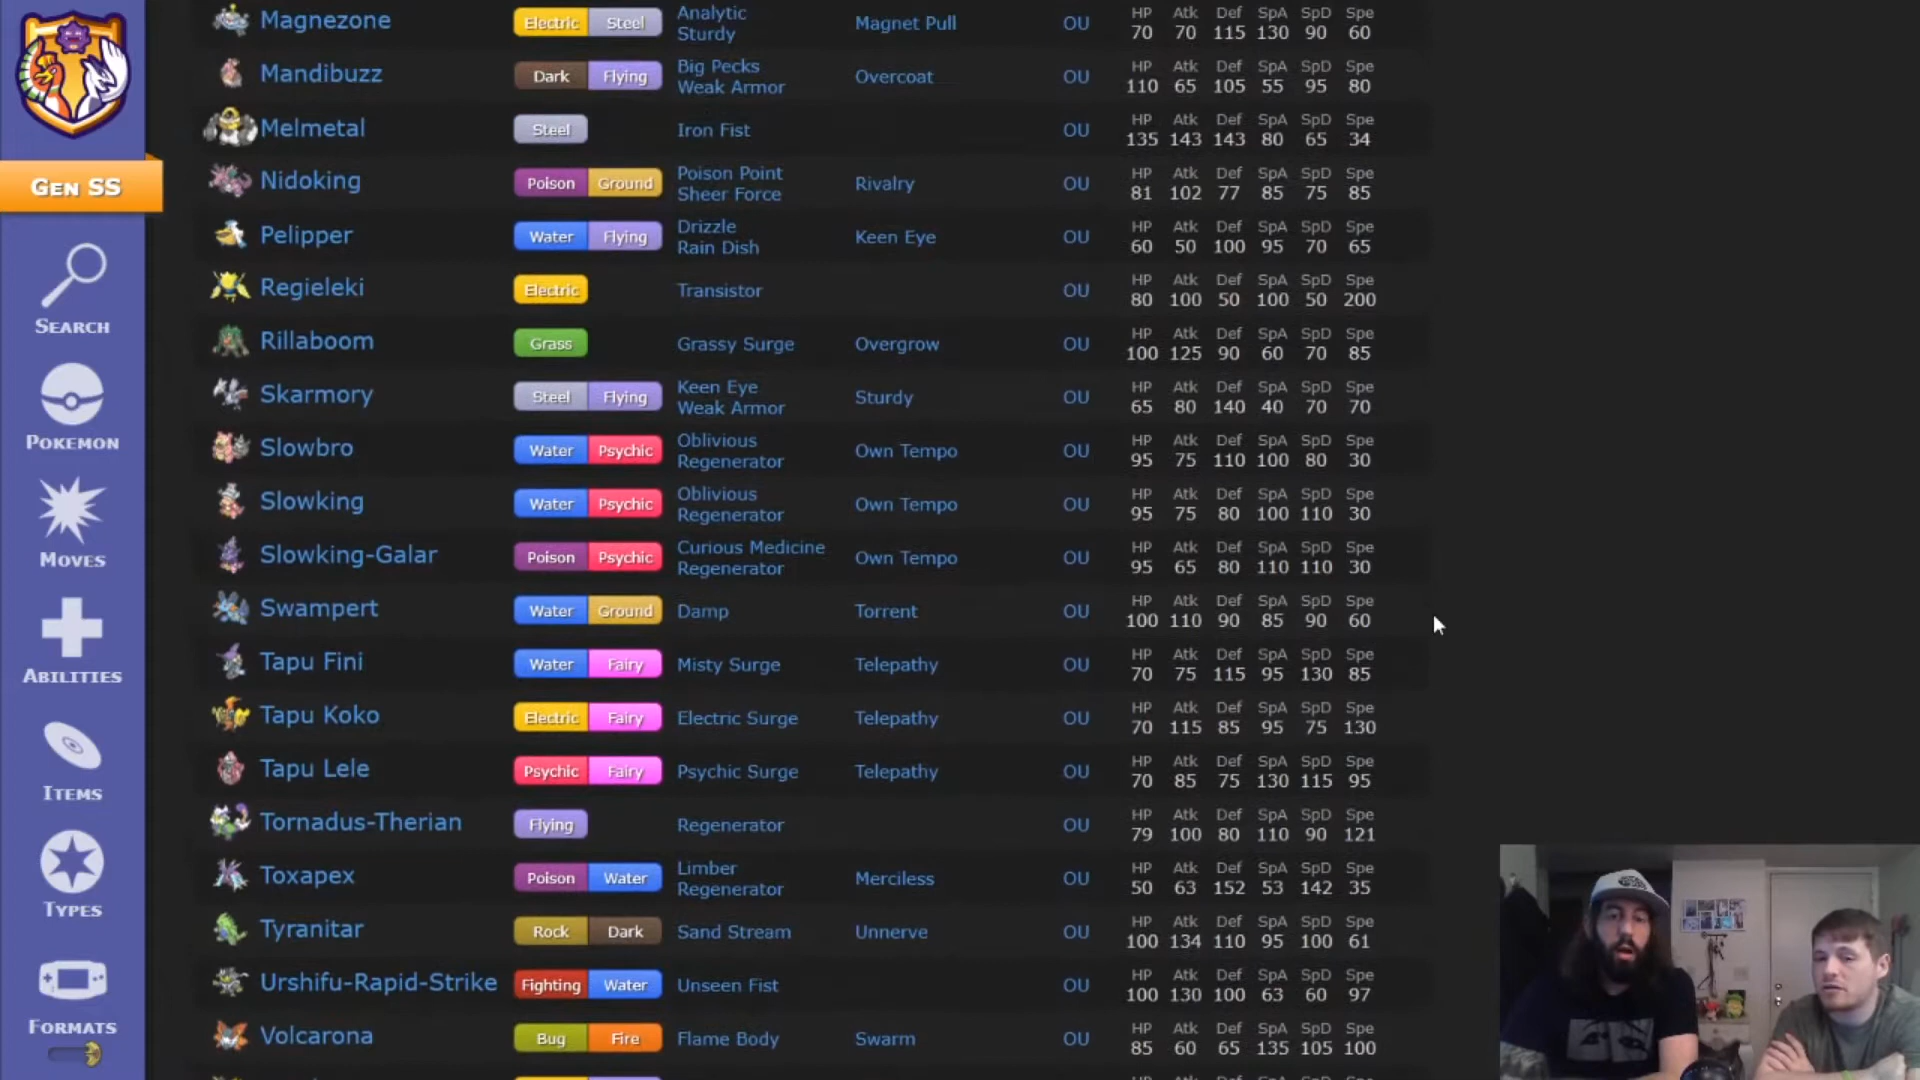 GEN SS
SEARCH
POKEMON
MOVES
ABILITIES
ITEMS
TYPES
FORMATS
Magnezone Electric Steel Analytic Sturdy Magnet Pull OU HP 70 Atk 70 Def 115 SpA 130 SpD 90 Spe 60
Mandibuzz Dark Flying Big Pecks Weak Armor Overcoat OU HP 110 Atk 65 Def 105 SpA 55 SpD 95 Spe 80
Melmetal Steel Iron Fist OU HP 135 Atk 143 Def 143 SpA 80 SpD 65 Spe 34
Nidoking Poison Ground Poison Point Sheer Force Rivalry OU HP 81 Atk 102 Def 77 SpA 85 SpD 75 Spe 85
Pelipper Water Flying Drizzle Rain Dish Keen Eye OU HP 60 Atk 50 Def 100 SpA 95 SpD 70 Spe 65
Regieleki Electric Transistor OU HP 80 Atk 100 Def 50 SpA 100 SpD 50 Spe 200
Rillaboom Grass Grassy Surge Overgrow OU HP 100 Atk 125 Def 90 SpA 60 SpD 70 Spe 85
Skarmory Steel Flying Keen Eye Weak Armor Sturdy OU HP 65 Atk 80 Def 140 SpA 40 SpD 70 Spe 70
Slowbro Water Psychic Oblivious Regenerator Own Tempo OU HP 95 Atk 75 Def 110 SpA 100 SpD 80 Spe 30
Slowking Water Psychic Oblivious Regenerator Own Tempo OU HP 95 Atk 75 Def 80 SpA 100 SpD 110 Spe 30
Slowking-Galar Poison Psychic Curious Medicine Regenerator Own Tempo OU HP 95 Atk 65 Def 80 SpA 110 SpD 110 Spe 30
Swampert Water Ground Damp Torrent OU HP 100 Atk 110 Def 90 SpA 85 SpD 90 Spe 60
Tapu Fini Water Fairy Misty Surge Telepathy OU HP 70 Atk 75 Def 115 SpA 95 SpD 130 Spe 85
Tapu Koko Electric Fairy Electric Surge Telepathy OU HP 70 Atk 115 Def 85 SpA 95 SpD 75 Spe 130
Tapu Lele Psychic Fairy Psychic Surge Telepathy OU HP 70 Atk 85 Def 75 SpA 130 SpD 115 Spe 95
Tornadus-Therian Flying Regenerator OU HP 79 Atk 100 Def 80 SpA 110 SpD 90 Spe 121
Toxapex Poison Water Limber Regenerator Merciless OU HP 50 Atk 63 Def 152 SpA 53 SpD 142 Spe 35
Tyranitar Rock Dark Sand Stream Unnerve OU HP 100 Atk 134 Def 110 SpA 95 SpD 100 Spe 61
Urshifu-Rapid-Strike Fighting Water Unseen Fist OU HP 100 Atk 130 Def 100 SpA 63 SpD 60 Spe 97
Volcarona Bug Fire Flame Body Swarm OU HP 85 Atk 60 Def 65 SpA 135 SpD 105 Spe 100
HP Atk Def SpA SpD Spe